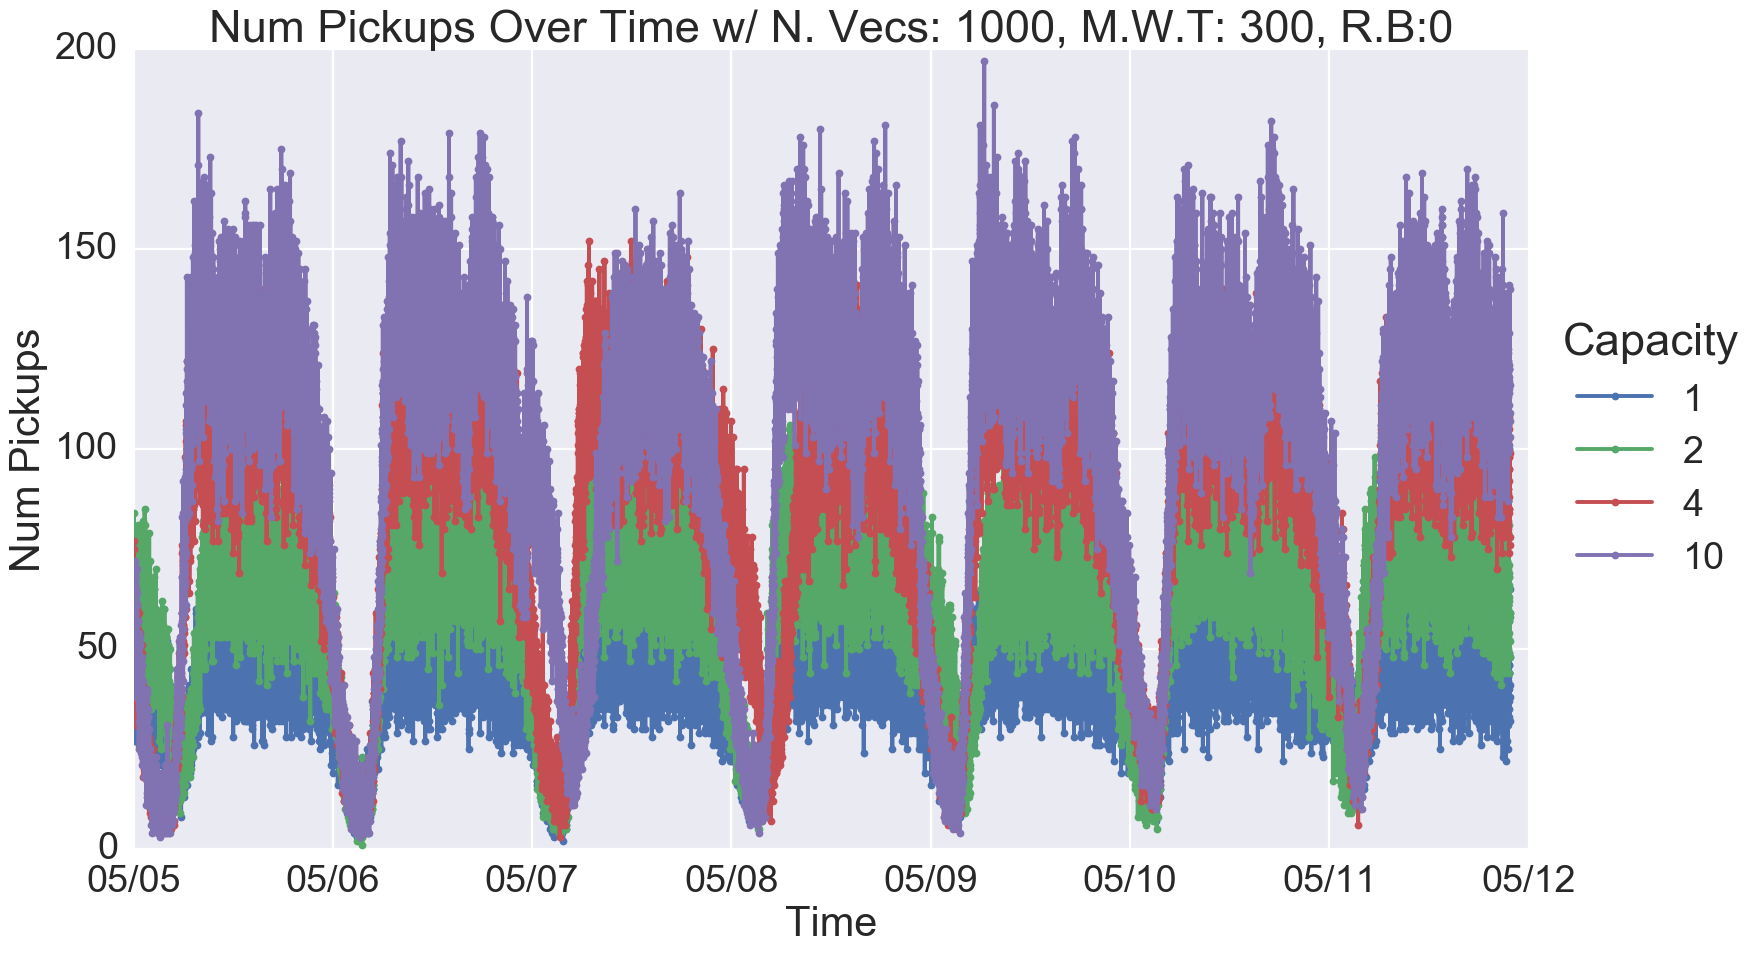 Num Pickups Over Time w/ N. Vecs: 1000, M.W.T: 300, R.B:0
200
150
100
50
0
Num Pickups
05/05 05/06 05/07 05/08 05/09 05/10 05/11 05/12
Time
Capacity
1
2
4
10